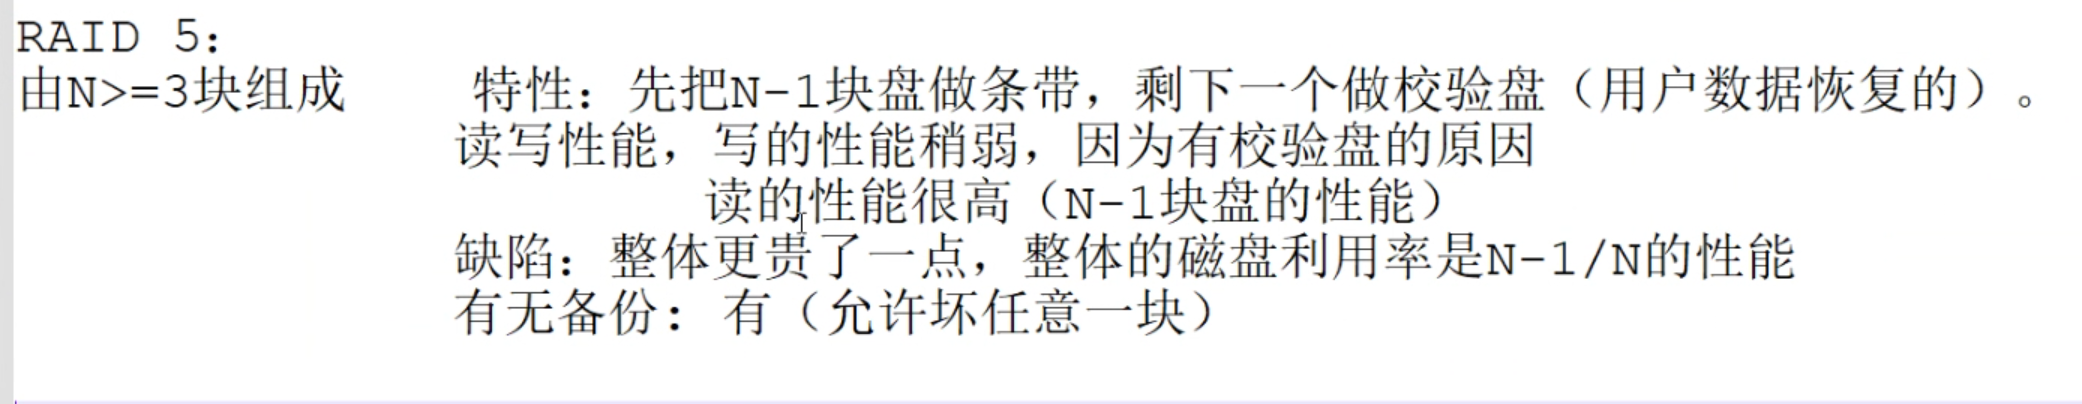 RAID 5：
由N>=3块组成 特性：先把N-1块盘做条带，剩下一个做校验盘（用户数据恢复的）。
读写性能，写的性能稍弱，因为有校验盘的原因
读的性能很高（N-1块盘的性能）
缺陷：整体更贵了一点，整体的磁盘利用率是N-1/N的性能
有无备份：有（允许坏任意一块）